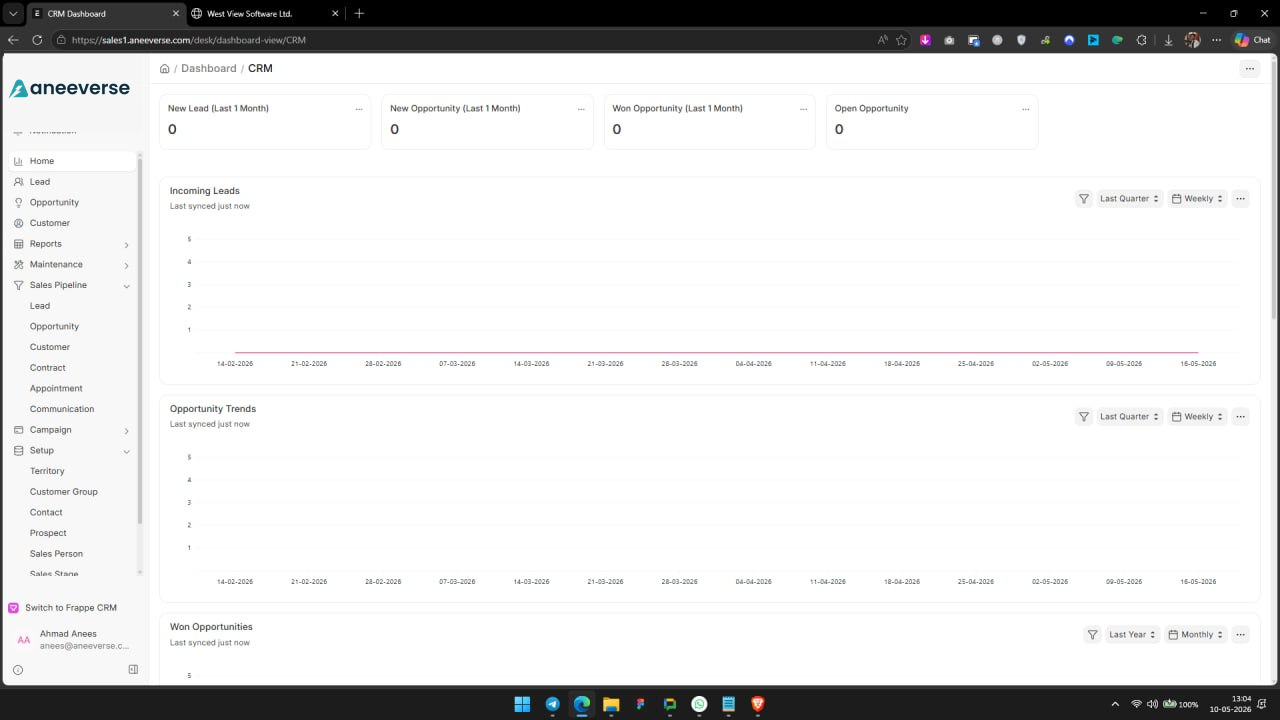 CRM Dashboard
West View Software Ltd.
https://sales1.aneeverse.com/desk/dashboard-view/CRM
Chat
aneeverse
Notification
Home
Lead
Opportunity
Customer
Reports
Maintenance
Sales Pipeline
Lead
Opportunity
Customer
Contract
Appointment
Communication
Campaign
Setup
Territory
Customer Group
Contact
Prospect
Sales Person
Sales Stage
Switch to Frappe CRM
AA
Ahmad Anees
anees@aneeverse.c...
/ Dashboard / CRM
New Lead (Last 1 Month)
0
New Opportunity (Last 1 Month)
0
Won Opportunity (Last 1 Month)
0
Open Opportunity
0
Incoming Leads
Last synced just now
Last Quarter
Weekly
5
4
3
2
1
14-02-2026 21-02-2026 28-02-2026 07-03-2026 14-03-2026 21-03-2026 28-03-2026 04-04-2026 11-04-2026 18-04-2026 25-04-2026 02-05-2026 09-05-2026 16-05-2026
Opportunity Trends
Last synced just now
Last Quarter
Weekly
5
4
3
2
1
14-02-2026 21-02-2026 28-02-2026 07-03-2026 14-03-2026 21-03-2026 28-03-2026 04-04-2026 11-04-2026 18-04-2026 25-04-2026 02-05-2026 09-05-2026 16-05-2026
Won Opportunities
Last synced just now
Last Year
Monthly
5
100%
13:04
10-05-2026